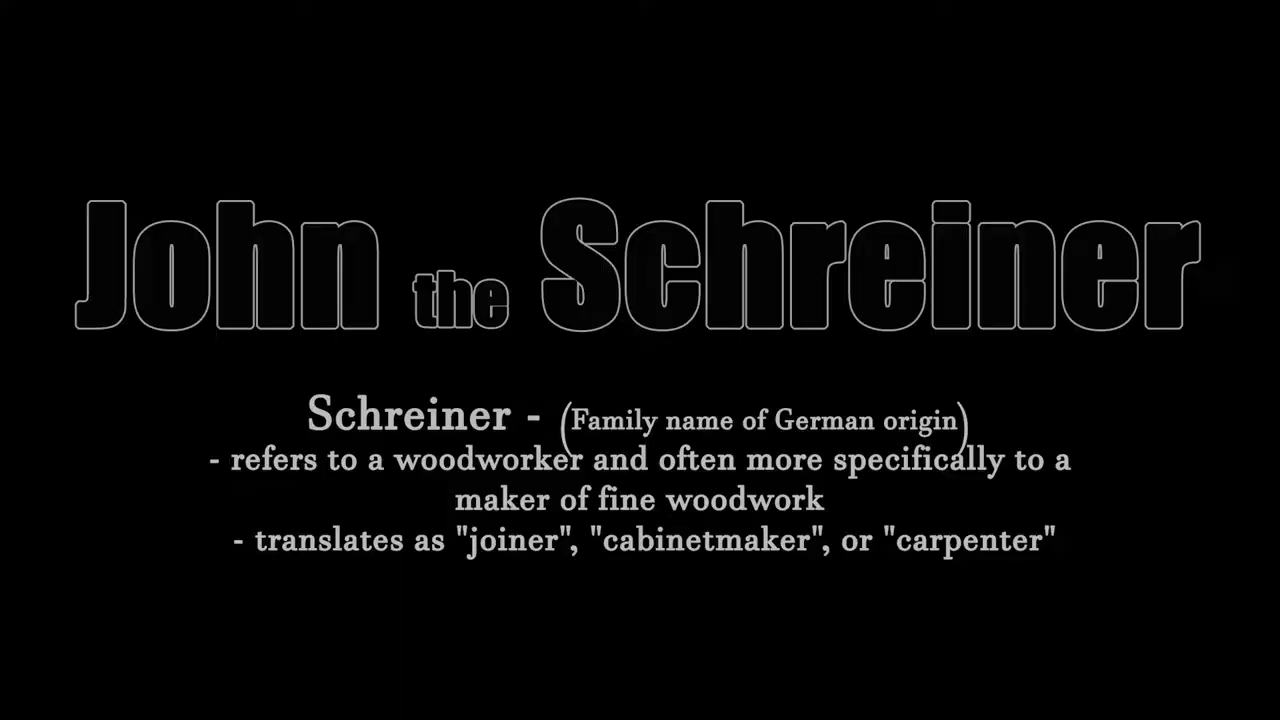 John the Schreiner
Schreiner - (Family name of German origin)
- refers to a woodworker and often more specifically to a
maker of fine woodwork
- translates as "joiner", "cabinetmaker", or "carpenter"